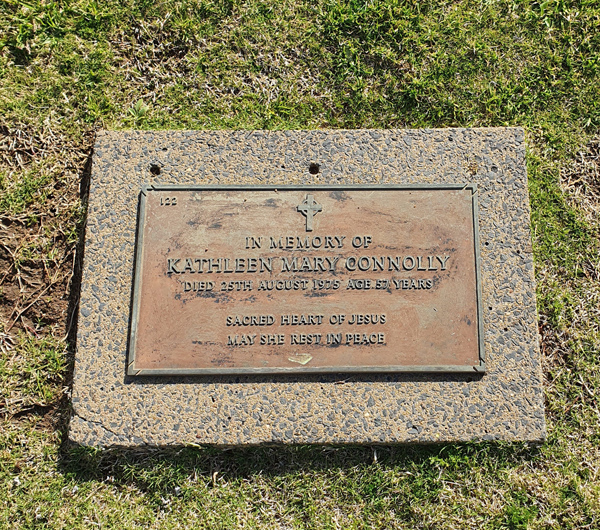 122
IN MEMORY OF
KATHLEEN MARY CONNOLLY
DIED 25TH AUGUST 1975 AGE 57 YEARS
SACRED HEART OF JESUS
MAY SHE REST IN PEACE